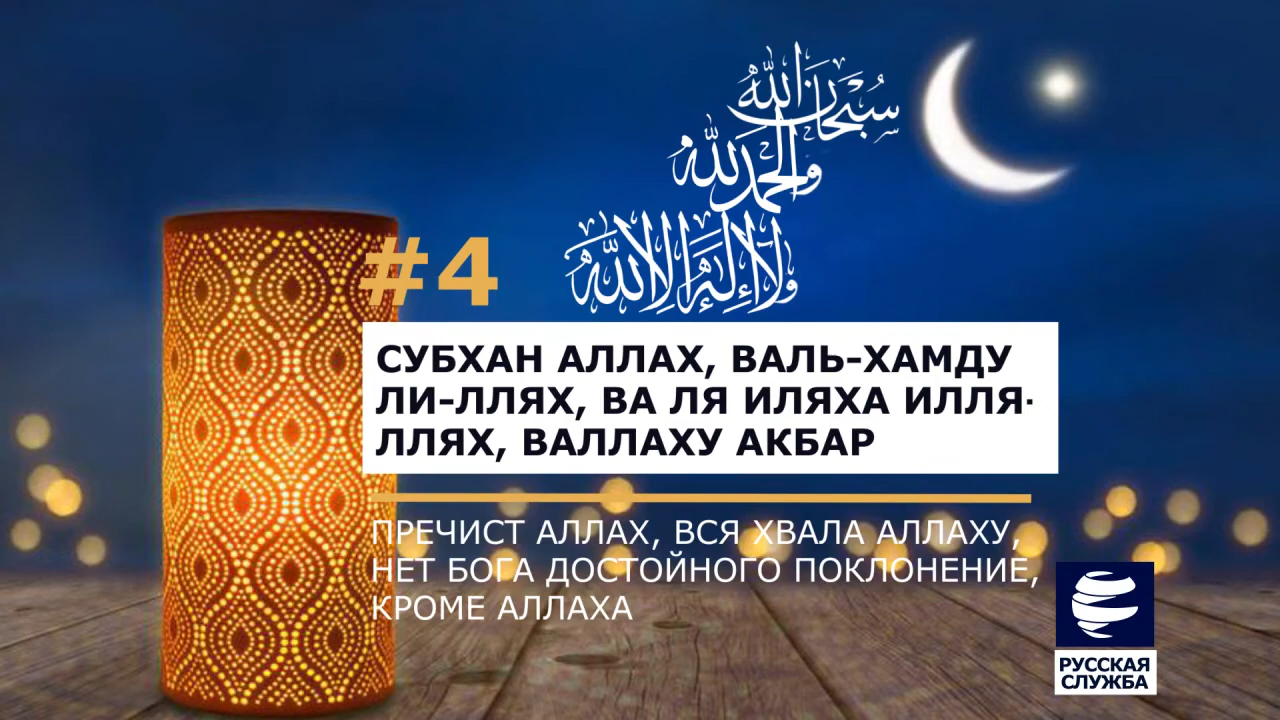 سُبْحَانَ اللَّه
وَالْحَمْدُ لِلَّه
وَلَا إِلَهَ إِلَّا اللَّه
#4
СУБХАН АЛЛАХ, ВАЛЬ-ХАМДУ
ЛИ-ЛЛЯХ, ВА ЛЯ ИЛЯХА ИЛЛЯ-
ЛЛЯХ, ВАЛЛАХУ АКБАР
ПРЕЧИСТ АЛЛАХ, ВСЯ ХВАЛА АЛЛАХУ,
НЕТ БОГА ДОСТОЙНОГО ПОКЛОНЕНИЕ,
КРОМЕ АЛЛАХА
РУССКАЯ
СЛУЖБА